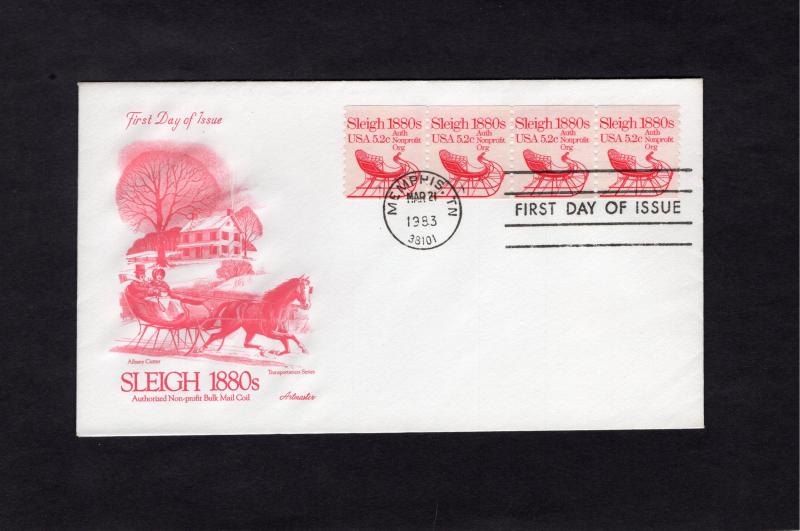 First Day of Issue
Albany Cutter
Transportation Series
SLEIGH 1880s
Authorized Non-profit Bulk Mail Coil
Artmaster
Sleigh 1880s
USA 5.2c Auth Nonprofit Org
Sleigh 1880s
USA 5.2c Auth Nonprofit Org
Sleigh 1880s
USA 5.2c Auth Nonprofit Org
Sleigh 1880s
USA 5.2c Auth Nonprofit Org
MEMPHIS, TN
MAR 21
1983
38101
FIRST DAY OF ISSUE